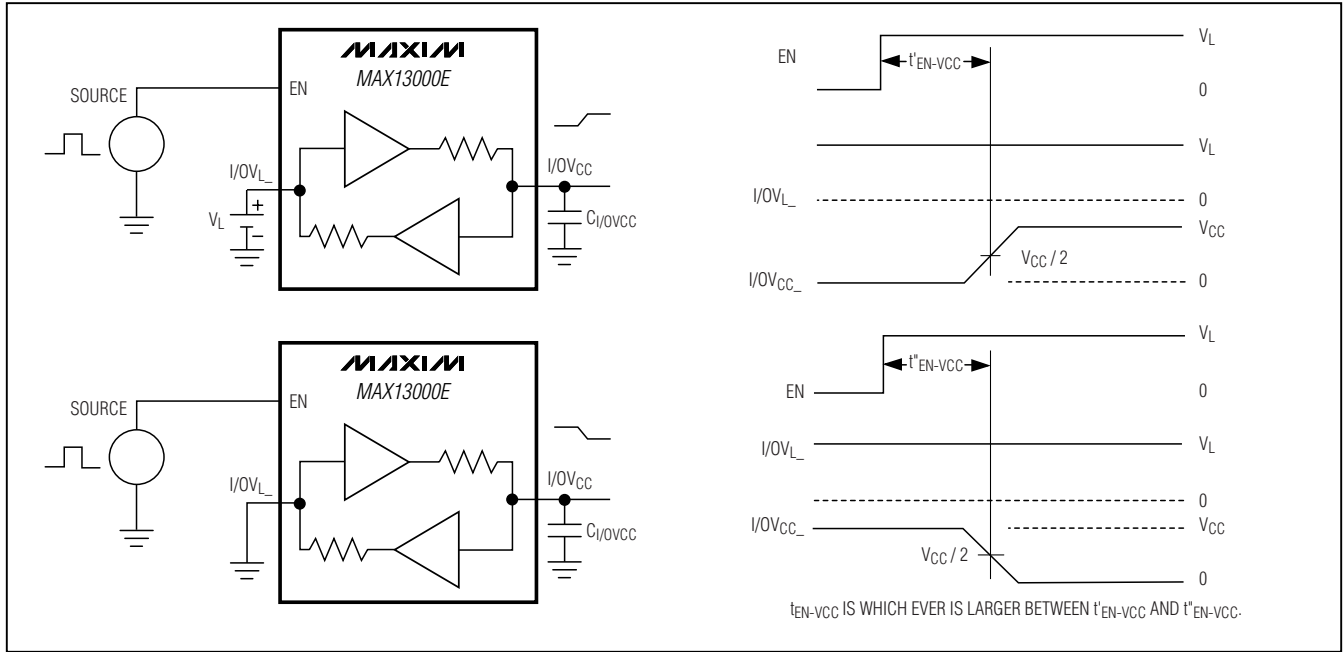 MAXIM
MAX13000E
SOURCE
EN
I/OVL_
I/OVCC
VL
+
–
CI/OVCC
EN
t'EN-VCC
VL
0
VL
I/OVL_
0
VCC
VCC / 2
I/OVCC_
0
MAXIM
MAX13000E
SOURCE
EN
I/OVL_
I/OVCC
CI/OVCC
VL
t"EN-VCC
EN
0
I/OVL_
VL
0
I/OVCC_
VCC
VCC / 2
0
tEN-VCC IS WHICH EVER IS LARGER BETWEEN t'EN-VCC AND t"EN-VCC.